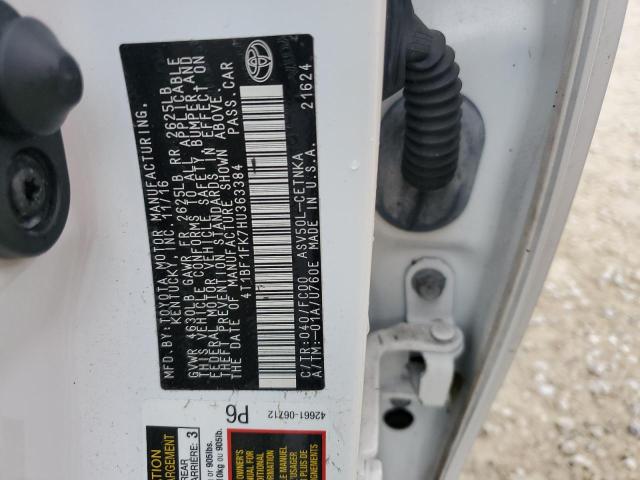 MFD.BY:TOYOTA MOTOR MANUFACTURING,
KENTUCKY, INC.
GVWR 4630LB GAWR FR 2625LB RR 2625LB
THIS VEHICLE CONFORMS TO ALL APPLICABLE
FEDERAL MOTOR VEHICLE SAFETY, BUMPER, AND
THEFT PREVENTION STANDARDS IN EFFECT ON
THE DATE OF MANUFACTURE SHOWN ABOVE.
4T1BF1FK7HU363384 PASS.CAR
C/TR:040/FC00 ASV50L-CETNKA
A/TM:-01A/U760E MADE IN U.S.A.
21624
P6
42661-06712
3